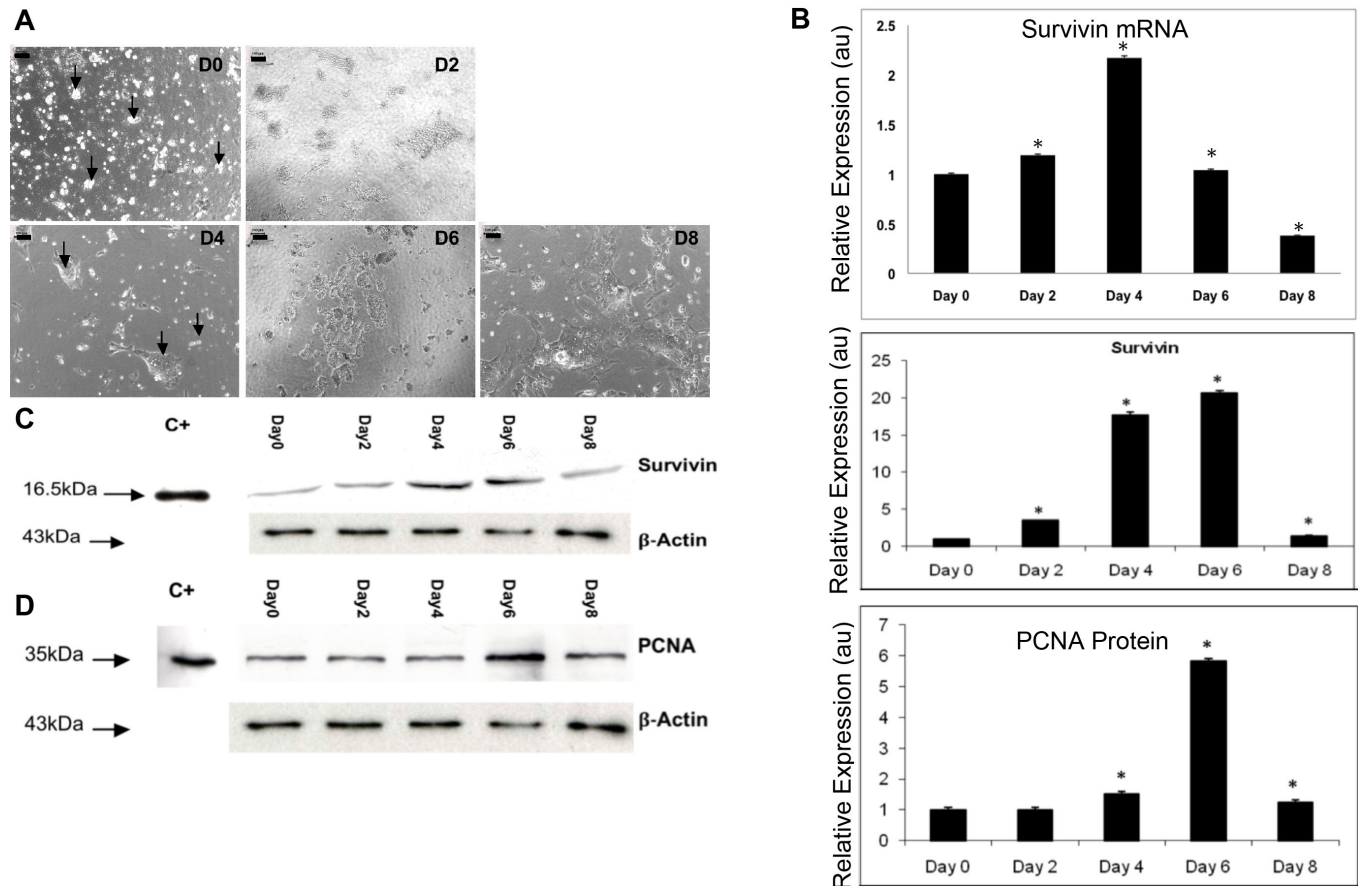 A
D0
D2
D4
D6
D8
B
Survivin mRNA
Relative Expression (au)
2.5
2
1.5
1
0.5
0
*
*
*
*
Day 0 Day 2 Day 4 Day 6 Day 8
Survivin
Relative Expression (au)
25
20
15
10
5
0
*
*
*
*
Day 0 Day 2 Day 4 Day 6 Day 8
PCNA Protein
Relative Expression (au)
7
6
5
4
3
2
1
0
*
*
*
Day 0 Day 2 Day 4 Day 6 Day 8
C
C+
Day0 Day2 Day4 Day6 Day8
Survivin
16.5kDa
43kDa
β-Actin
D
C+
Day0 Day2 Day4 Day6 Day8
PCNA
35kDa
43kDa
β-Actin